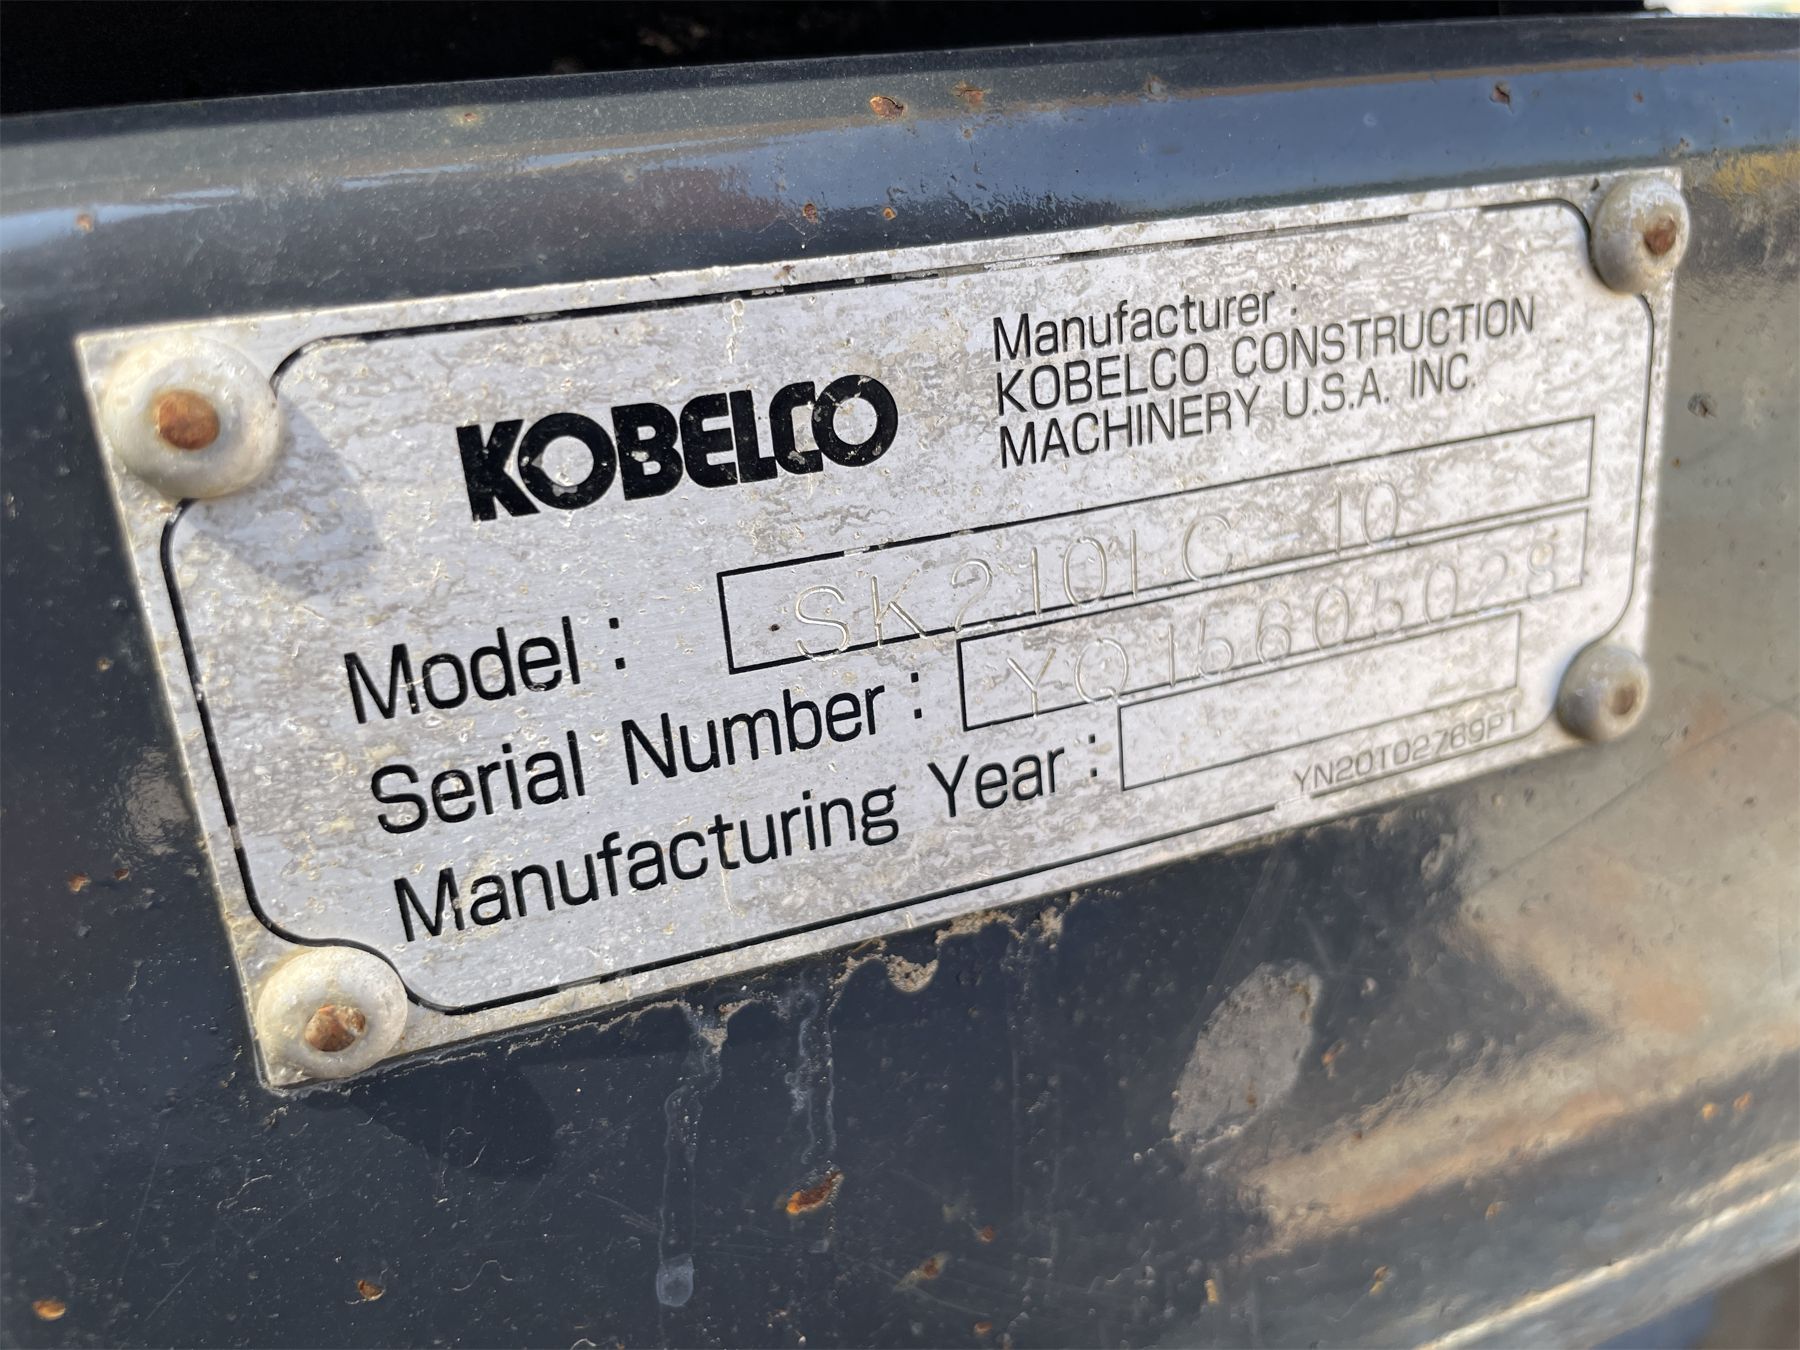 KOBELCO
Manufacturer :
KOBELCO CONSTRUCTION
MACHINERY U.S.A. INC.
Model : SK210LC-10
Serial Number : YQ15605028
Manufacturing Year :
YN20T02769P1